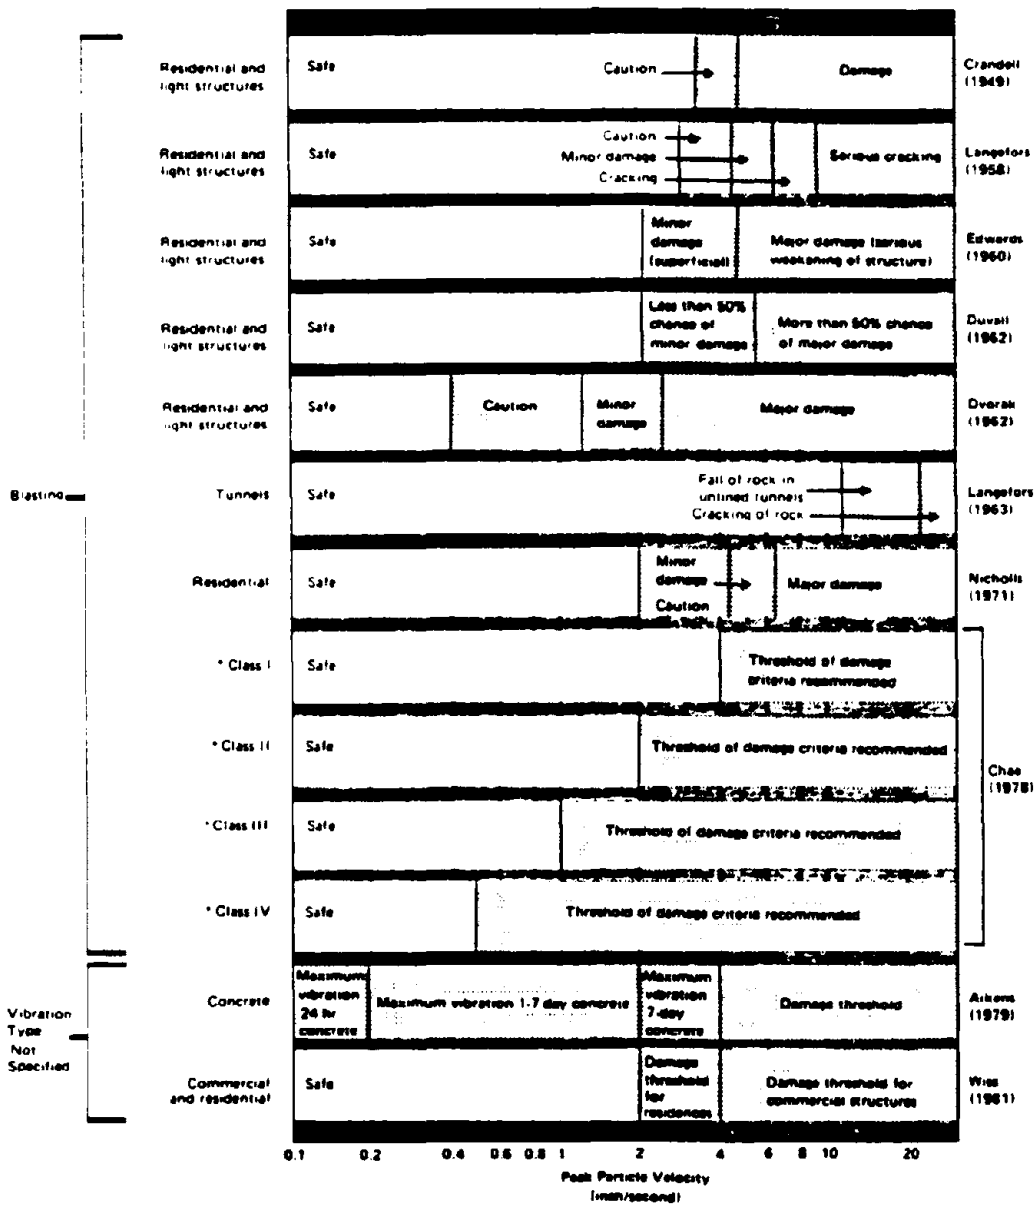 Residential and
light structures
Safe
Caution
Damage
Crandell
(1949)
Residential and
light structures
Safe
Caution
Minor damage
Cracking
Serious cracking
Langefors
(1958)
Residential and
light structures
Safe
Minor
damage
(superficial)
Major damage (serious
weakening of structure)
Edwards
(1960)
Residential and
light structures
Safe
Less than 50%
chance of
minor damage
More than 50% chance
of major damage
Duvall
(1962)
Residential and
light structures
Safe
Caution
Minor
damage
Major damage
Dvorak
(1962)
Blasting
Tunnels
Safe
Fall of rock in
unlined tunnels
Cracking of rock
Langefors
(1963)
Residential
Safe
Minor
damage
Caution
Major damage
Nicholls
(1971)
* Class I
Safe
Threshold of damage
criteria recommended
* Class II
Safe
Threshold of damage criteria recommended
Chae
(1978)
* Class III
Safe
Threshold of damage criteria recommended
* Class IV
Safe
Threshold of damage criteria recommended
Vibration
Type
Not
Specified
Concrete
Maximum
vibration
24 hr
concrete
Maximum vibration 1-7 day concrete
Maximum
vibration
7-day
concrete
Damage threshold
Aikens
(1979)
Commercial
and residential
Safe
Damage
threshold
for
residences
Damage threshold for
commercial structures
Wiss
(1981)
0.1 0.2 0.4 0.6 0.8 1 2 4 6 8 10 20
Peak Particle Velocity
(inch/second)